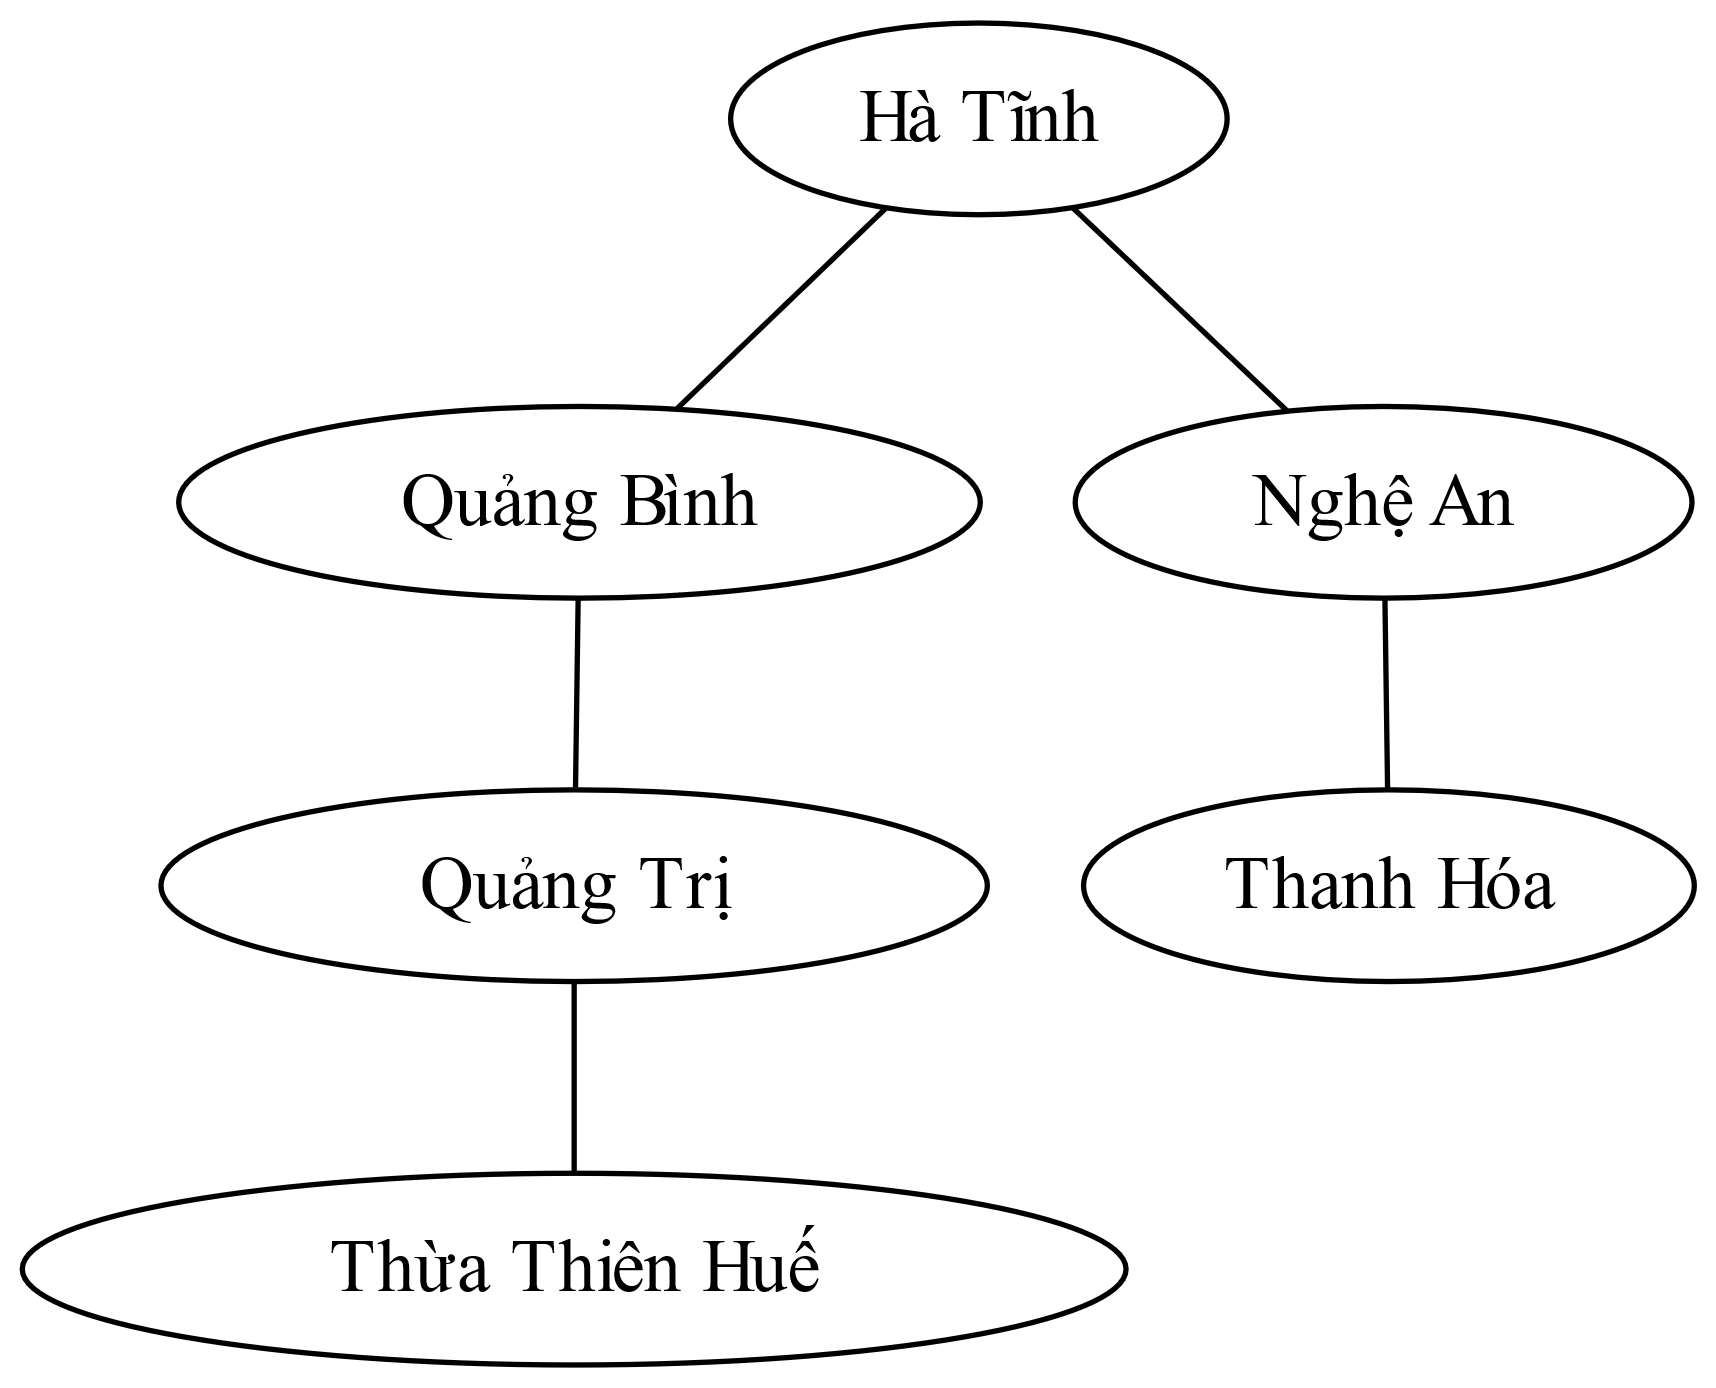 Hà Tĩnh
Quảng Bình
Nghệ An
Quảng Trị
Thanh Hóa
Thừa Thiên Huế